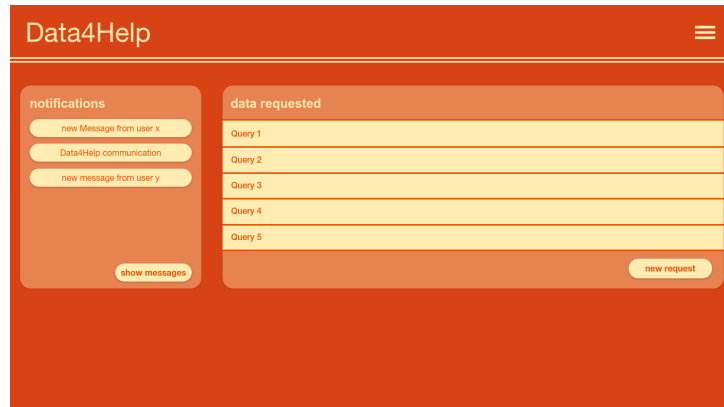 Data4Help
notifications
new Message from user x
Data4Help communication
new message from user y
show messages
data requested
Query 1
Query 2
Query 3
Query 4
Query 5
new request